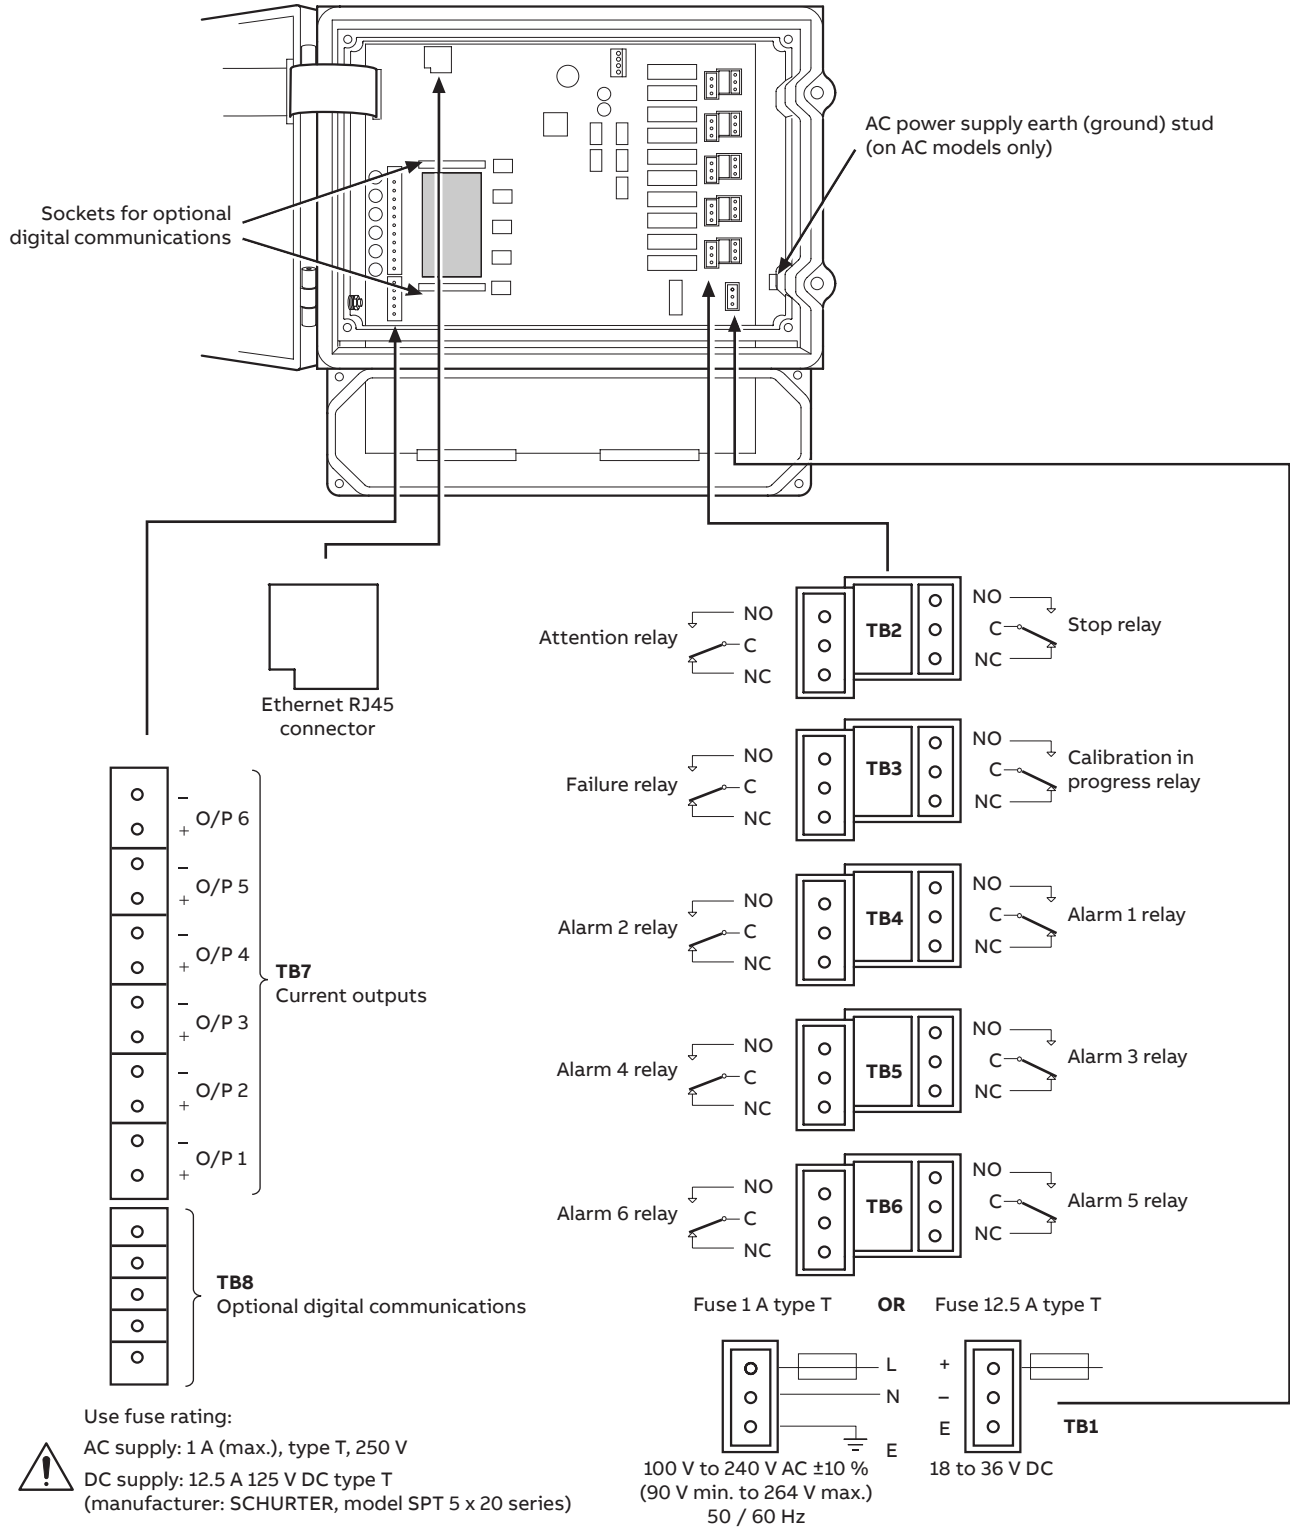 AC power supply earth (ground) stud
(on AC models only)
Sockets for optional
digital communications
Ethernet RJ45
connector
Attention relay
NO
C
NC
TB2
NO
C
NC
Stop relay
Failure relay
NO
C
NC
TB3
NO
C
NC
Calibration in
progress relay
Alarm 2 relay
NO
C
NC
TB4
NO
C
NC
Alarm 1 relay
Alarm 4 relay
NO
C
NC
TB5
NO
C
NC
Alarm 3 relay
Alarm 6 relay
NO
C
NC
TB6
NO
C
NC
Alarm 5 relay
–
+
O/P 6
–
+
O/P 5
–
+
O/P 4
–
+
O/P 3
–
+
O/P 2
–
+
O/P 1
TB7
Current outputs
TB8
Optional digital communications
Fuse 1 A type T OR Fuse 12.5 A type T
L
N
E
+
–
E
TB1
100 V to 240 V AC ±10 %
(90 V min. to 264 V max.)
50 / 60 Hz
18 to 36 V DC
Use fuse rating:
AC supply: 1 A (max.), type T, 250 V
DC supply: 12.5 A 125 V DC type T
(manufacturer: SCHURTER, model SPT 5 x 20 series)